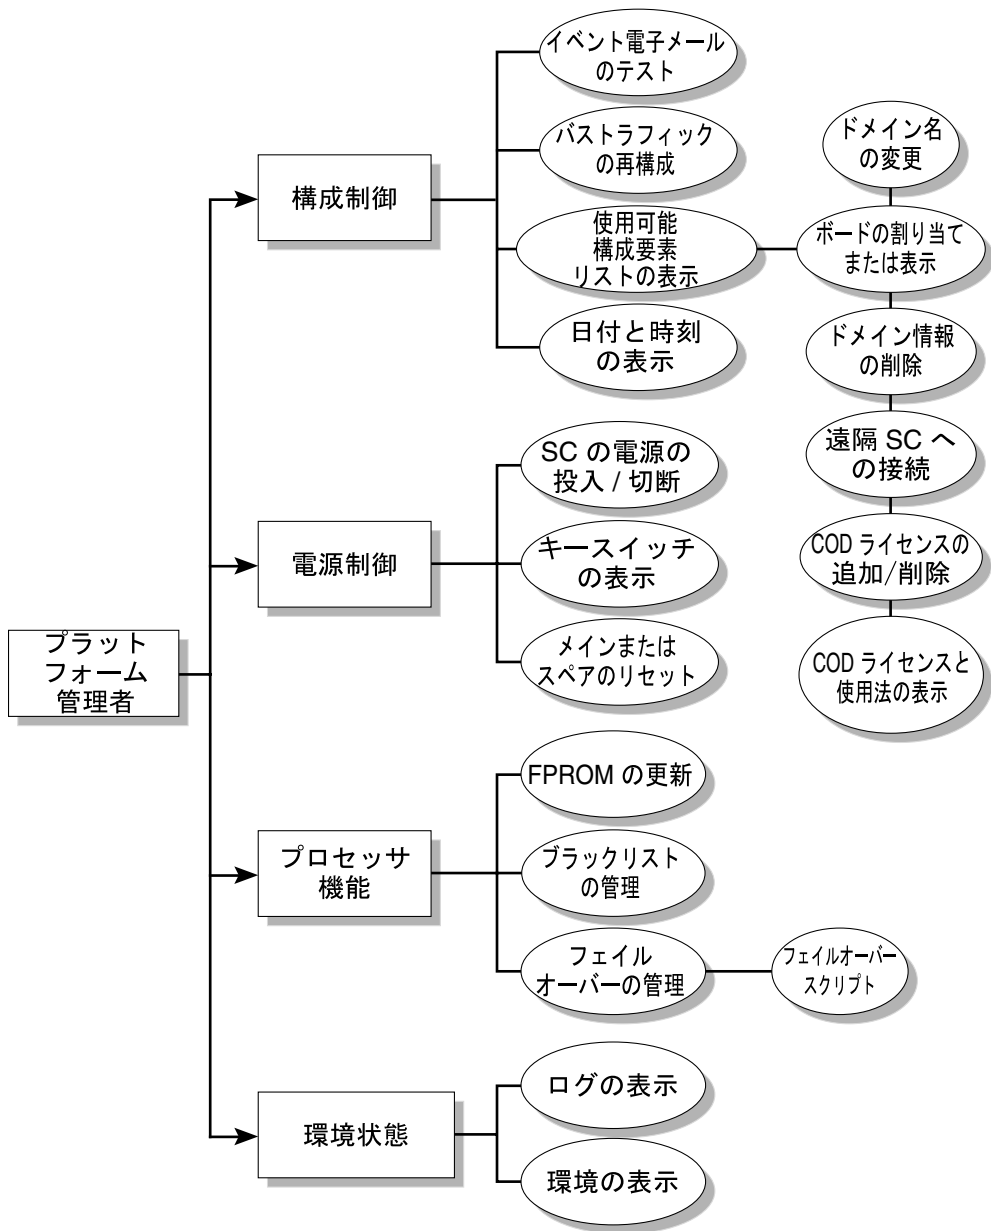 プラット
フォーム
管理者
構成制御
イベント電子メール
のテスト
バストラフィック
の再構成
使用可能
構成要素
リストの表示
日付と時刻
の表示
ドメイン名
の変更
ボードの割り当て
または表示
ドメイン情報
の削除
遠隔 SC へ
の接続
COD ライセンスの
追加/削除
COD ライセンスと
使用法の表示
電源制御
SC の電源の
投入 / 切断
キースイッチ
の表示
メインまたは
スペアのリセット
プロセッサ
機能
FPROM の更新
ブラックリスト
の管理
フェイル
オーバーの管理
フェイルオーバー
スクリプト
環境状態
ログの表示
環境の表示